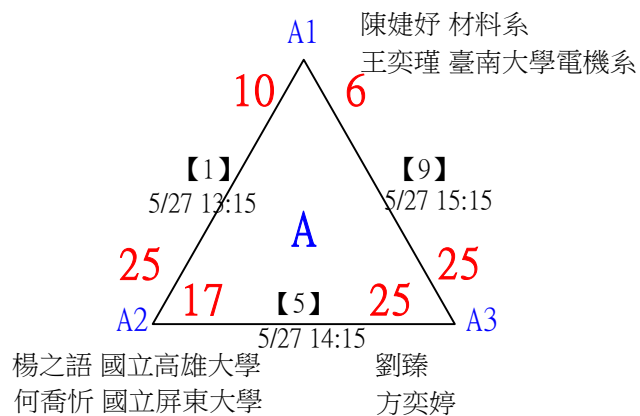 A1
陳婕妤 材料系
王奕瑾 臺南大學電機系
10
6
【1】
5/27 13:15
【9】
5/27 15:15
A
25
25
17
【5】
25
A2
5/27 14:15
A3
楊之語 國立高雄大學
何喬忻 國立屏東大學
劉臻
方奕婷